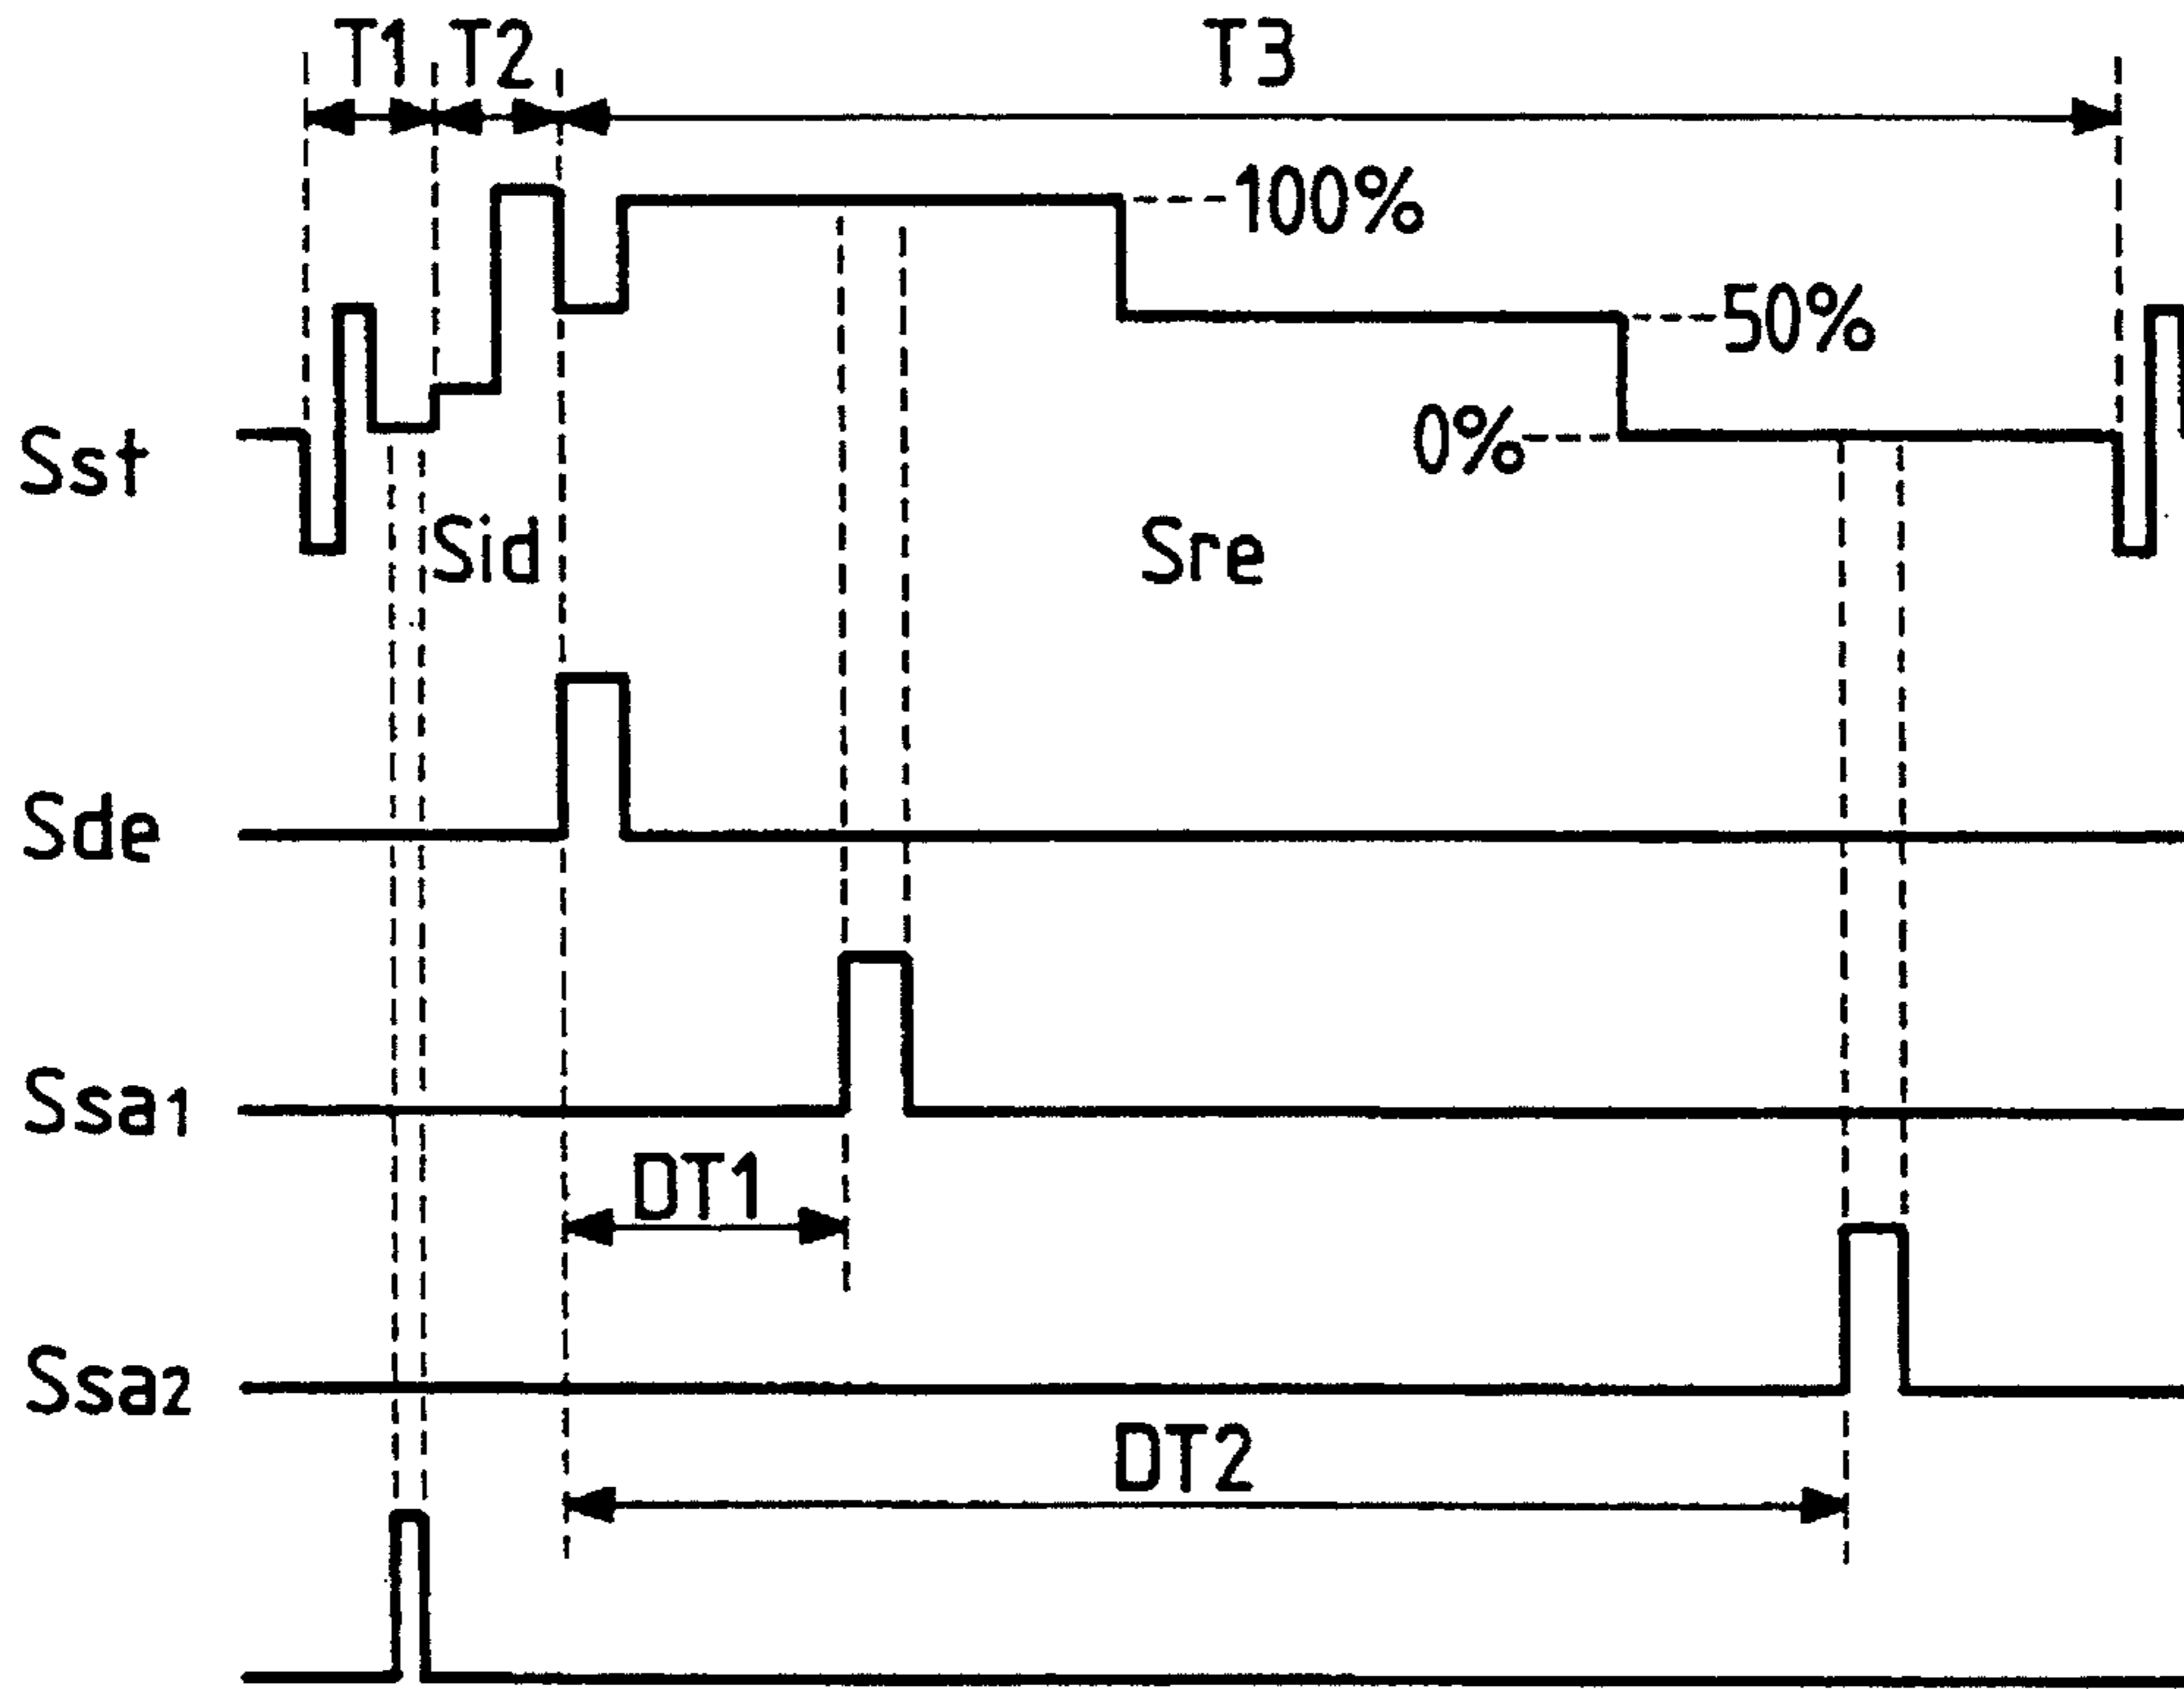 T1 T2 T3
100%
50%
0%
Sst
Sid Sre
Sde
Ssa1
DT1
Ssa2
DT2